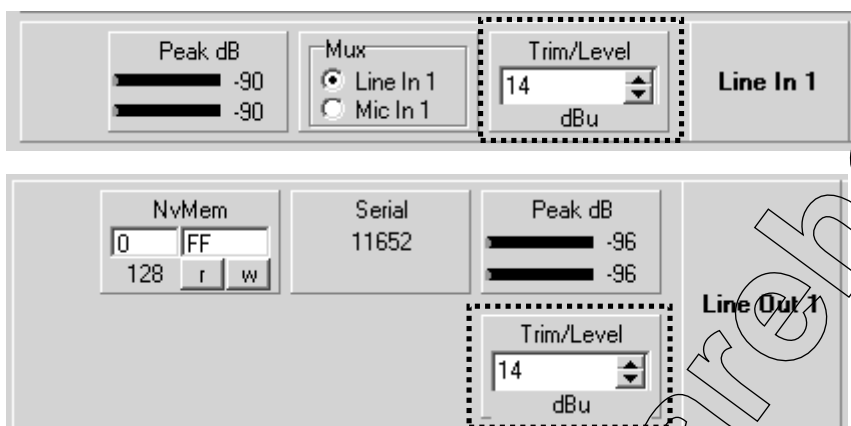 Peak dB
-90
-90
Mux
Line In 1
Mic In 1
Trim/Level
14
dBu
Line In 1
NvMem
0 FF
128 r w
Serial
11652
Peak dB
-96
-96
Trim/Level
14
dBu
Line Out 1